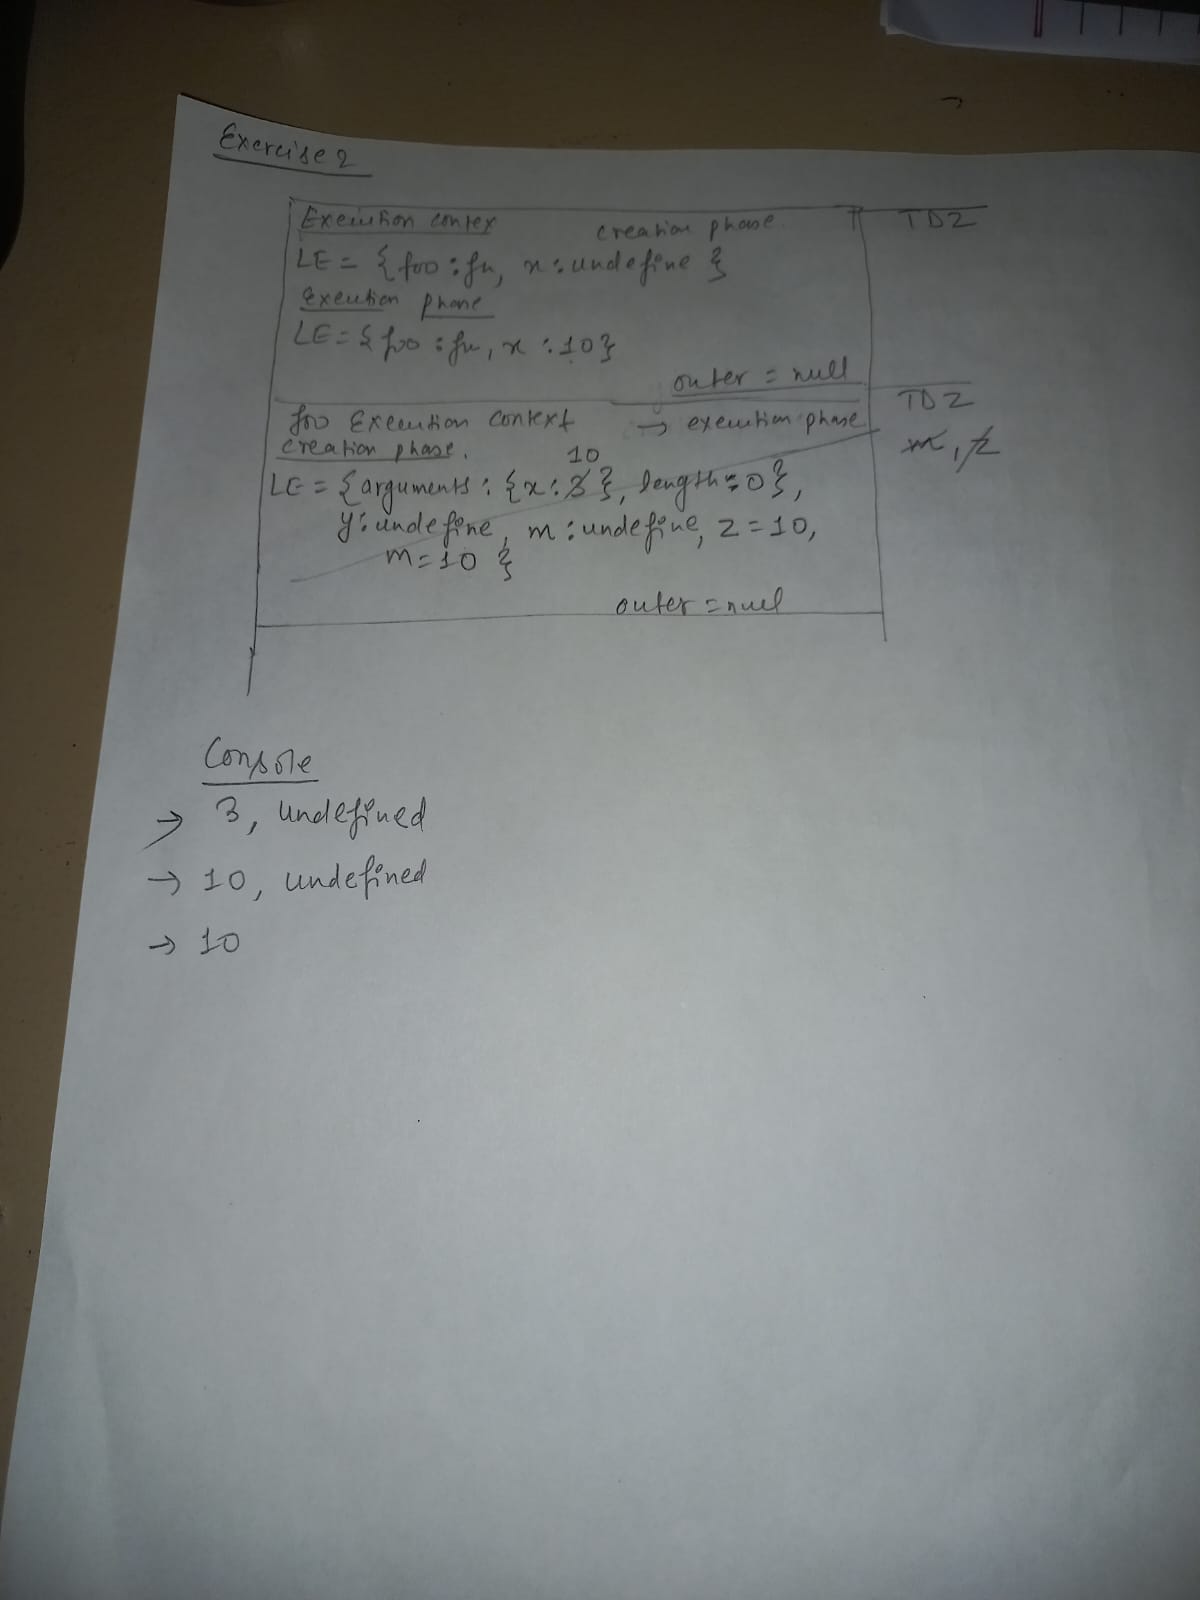 Exercise 2
Execution contex creation phase. TDZ
LE = { foo : fn, x : undefine }
Exeution phase
LE = { foo : fn, x : 10 }
outer = null
foo Execution context → execution phase TDZ
creation phase. m, z
10
LE = { arguments : { x : 3 }, length = 0 },
y : undefine, m : undefine, z = 10,
m = 10 }
outer = null
Console
→ 3, undefined
→ 10, undefined
→ 10